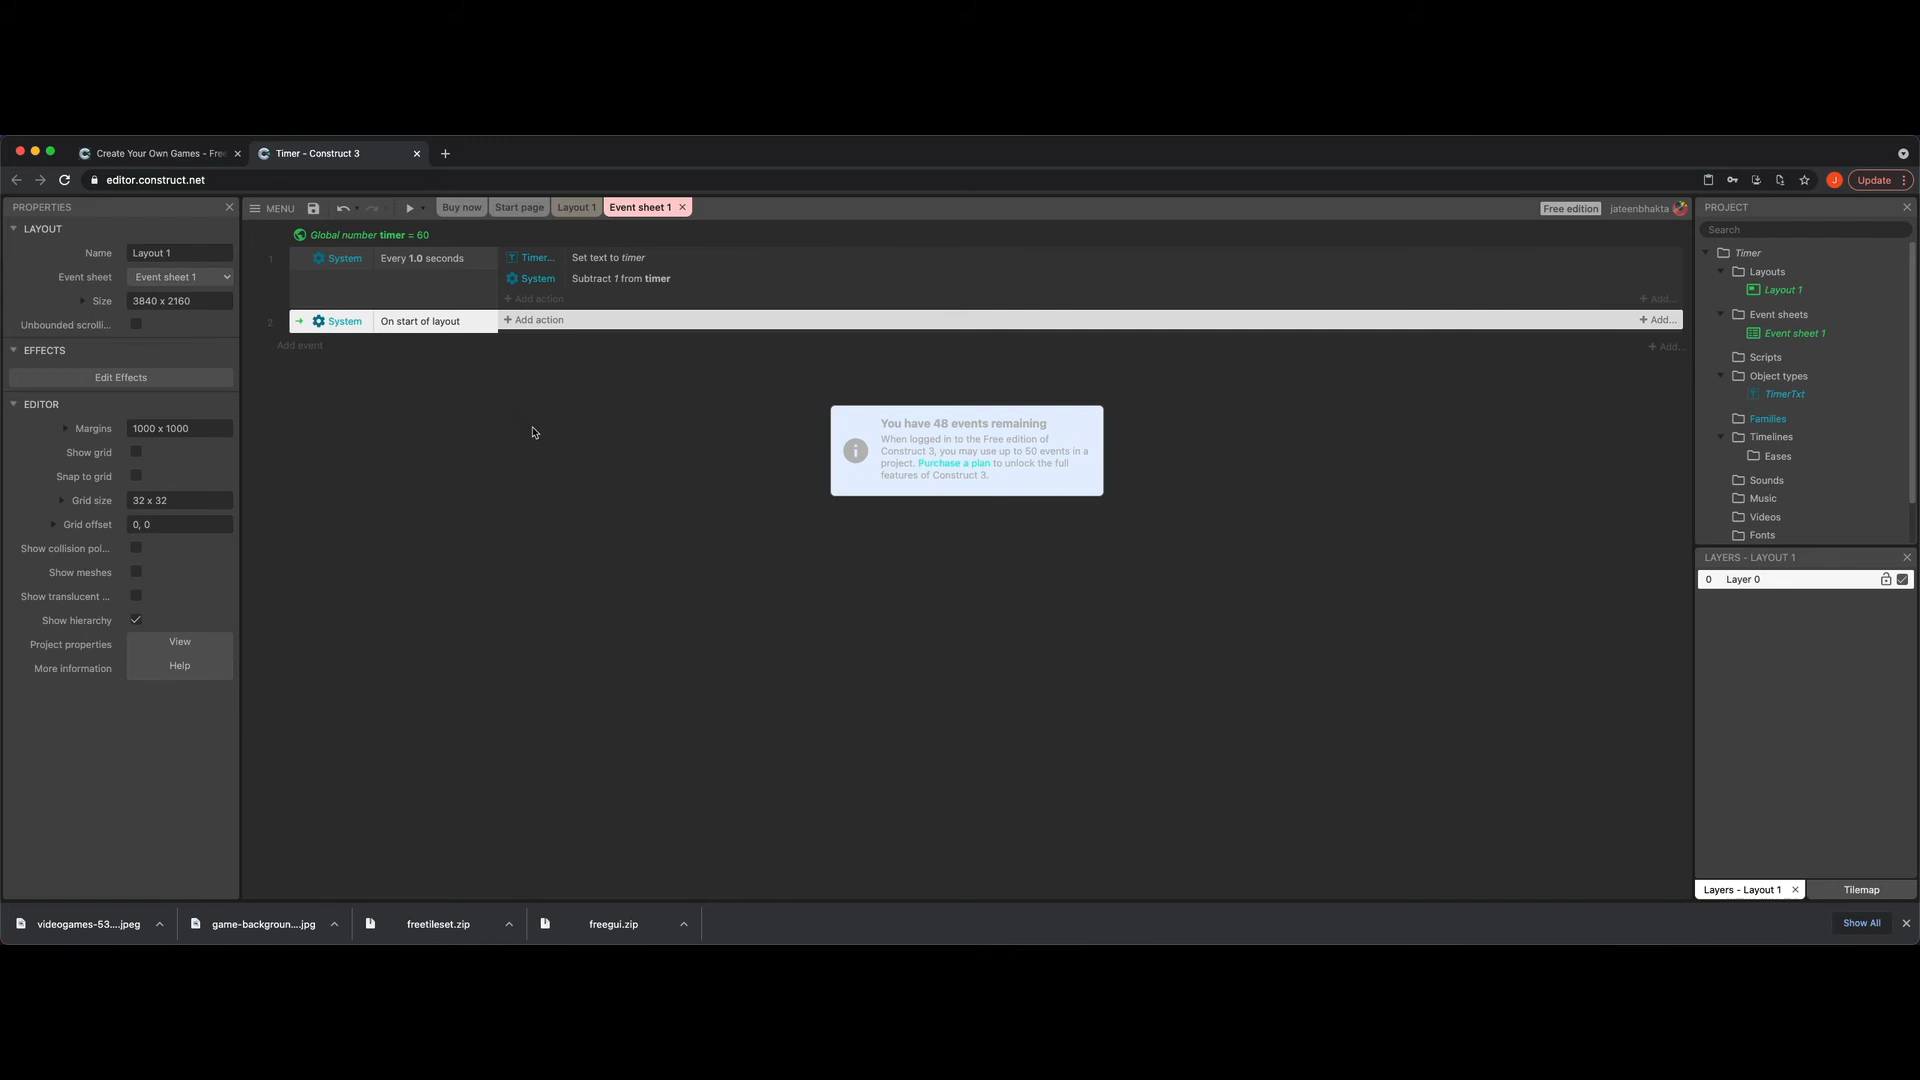 Create Your Own Games - Free
Timer - Construct 3
editor.construct.net
J
Update
PROPERTIES
MENU
Buy now
Start page
Layout 1
Event sheet 1
Free edition
jateenbhakta
PROJECT
LAYOUT
Name
Layout 1
Event sheet
Event sheet 1
Size
3840 x 2160
Unbounded scrolli...
EFFECTS
Edit Effects
EDITOR
Margins
1000 x 1000
Show grid
Snap to grid
Grid size
32 x 32
Grid offset
0, 0
Show collision pol...
Show meshes
Show translucent ...
Show hierarchy
Project properties
View
More information
Help
Global number timer = 60
1
System
Every 1.0 seconds
Timer...
Set text to timer
System
Subtract 1 from timer
+ Add action
+ Add...
2
System
On start of layout
+ Add action
+ Add...
Add event
+ Add...
You have 48 events remaining
When logged in to the Free edition of
Construct 3, you may use up to 50 events in a
project. Purchase a plan to unlock the full
features of Construct 3.
Search
Timer
Layouts
Layout 1
Event sheets
Event sheet 1
Scripts
Object types
T TimerTxt
Families
Timelines
Eases
Sounds
Music
Videos
Fonts
LAYERS - LAYOUT 1
0 Layer 0
Layers - Layout 1
Tilemap
videogames-53....jpeg
game-backgroun....jpg
freetileset.zip
freegui.zip
Show All